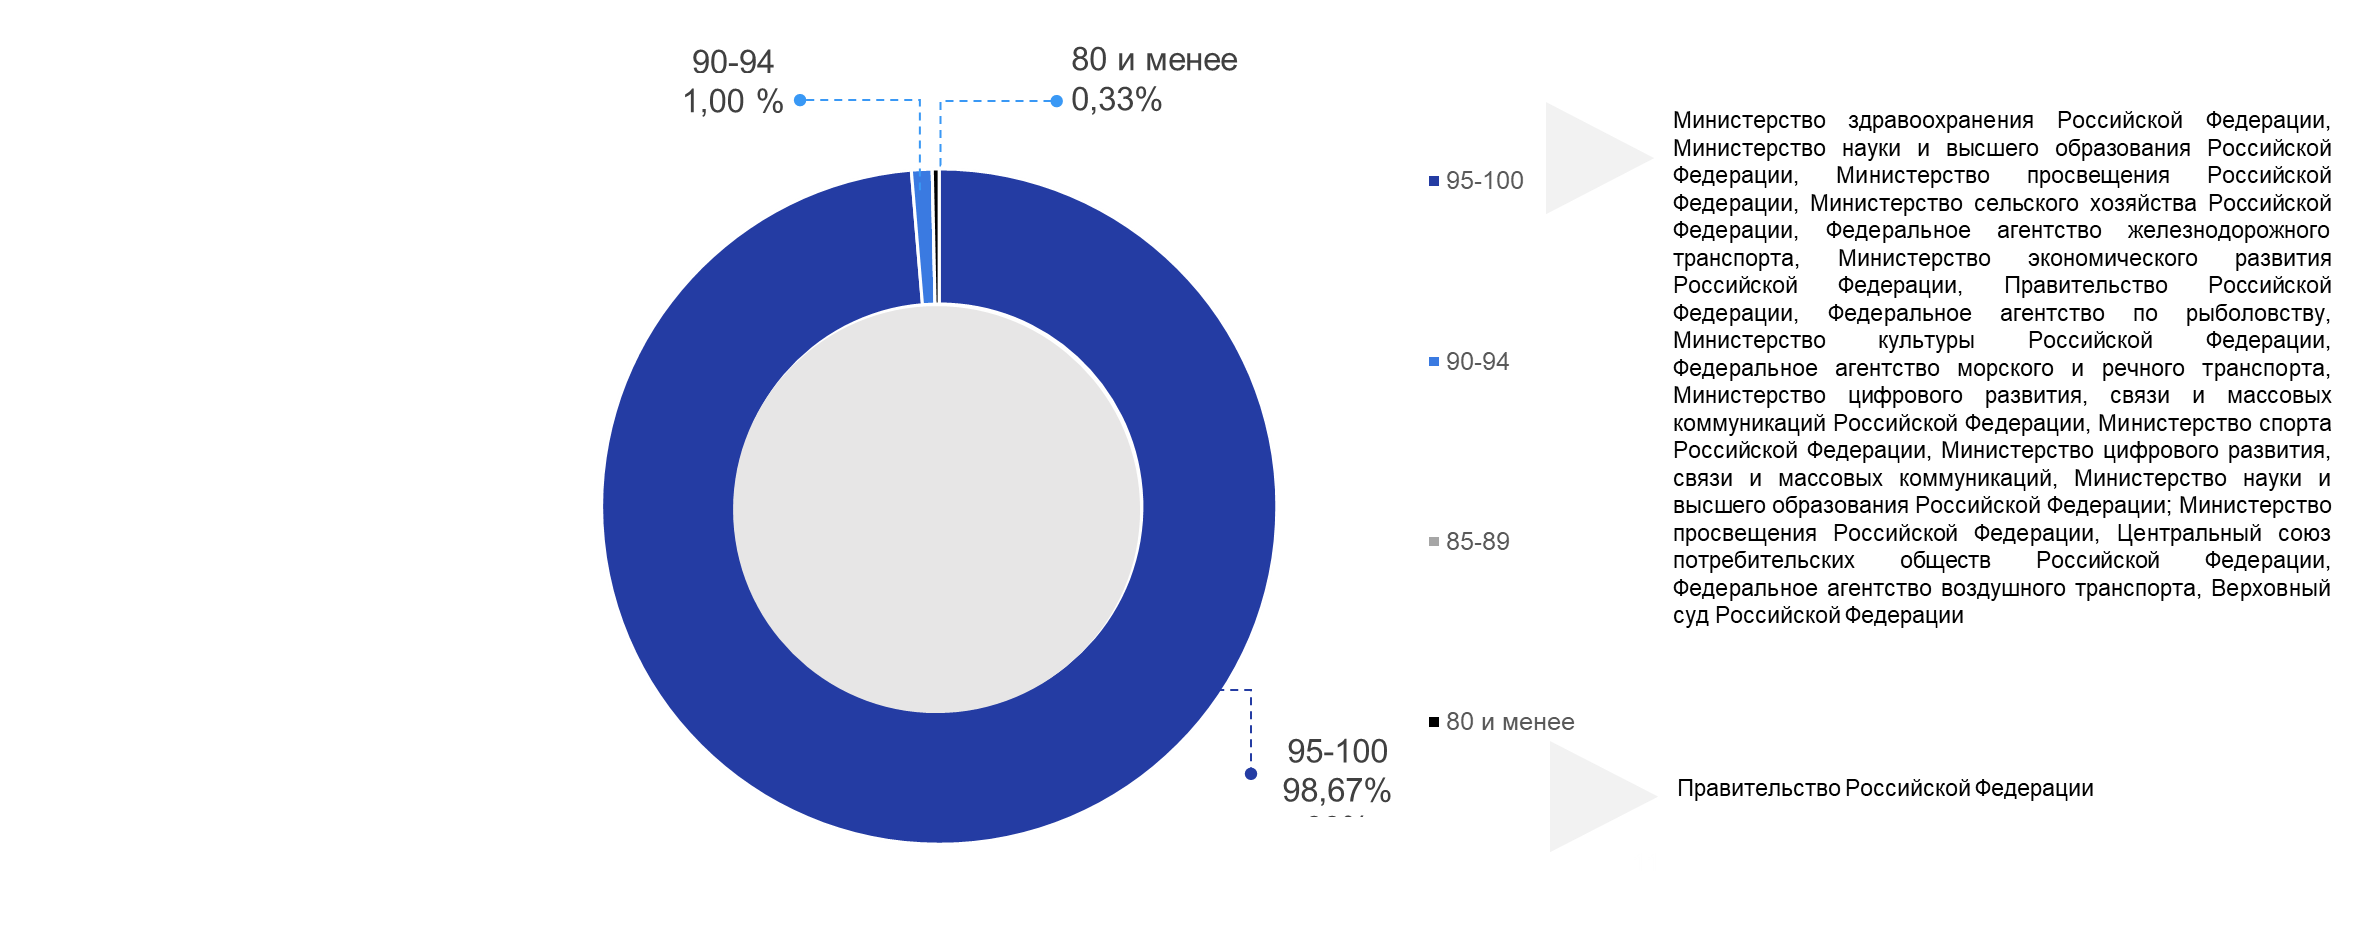 90-94
1,00 %
80 и менее
0,33%
95-100
98,67%
95-100
90-94
85-89
80 и менее
Министерство здравоохранения Российской Федерации,
Министерство науки и высшего образования Российской
Федерации, Министерство просвещения Российской
Федерации, Министерство сельского хозяйства Российской
Федерации, Федеральное агентство железнодорожного
транспорта, Министерство экономического развития
Российской Федерации, Правительство Российской
Федерации, Федеральное агентство по рыболовству,
Министерство культуры Российской Федерации,
Федеральное агентство морского и речного транспорта,
Министерство цифрового развития, связи и массовых
коммуникаций Российской Федерации, Министерство спорта
Российской Федерации, Министерство цифрового развития,
связи и массовых коммуникаций, Министерство науки и
высшего образования Российской Федерации; Министерство
просвещения Российской Федерации, Центральный союз
потребительских обществ Российской Федерации,
Федеральное агентство воздушного транспорта, Верховный
суд Российской Федерации
Правительство Российской Федерации